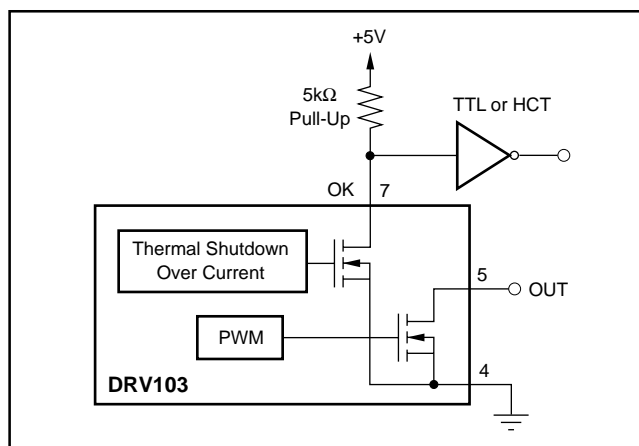 +5V
5kΩ
Pull-Up
TTL or HCT
OK 7
Thermal Shutdown
Over Current
5
OUT
PWM
4
DRV103